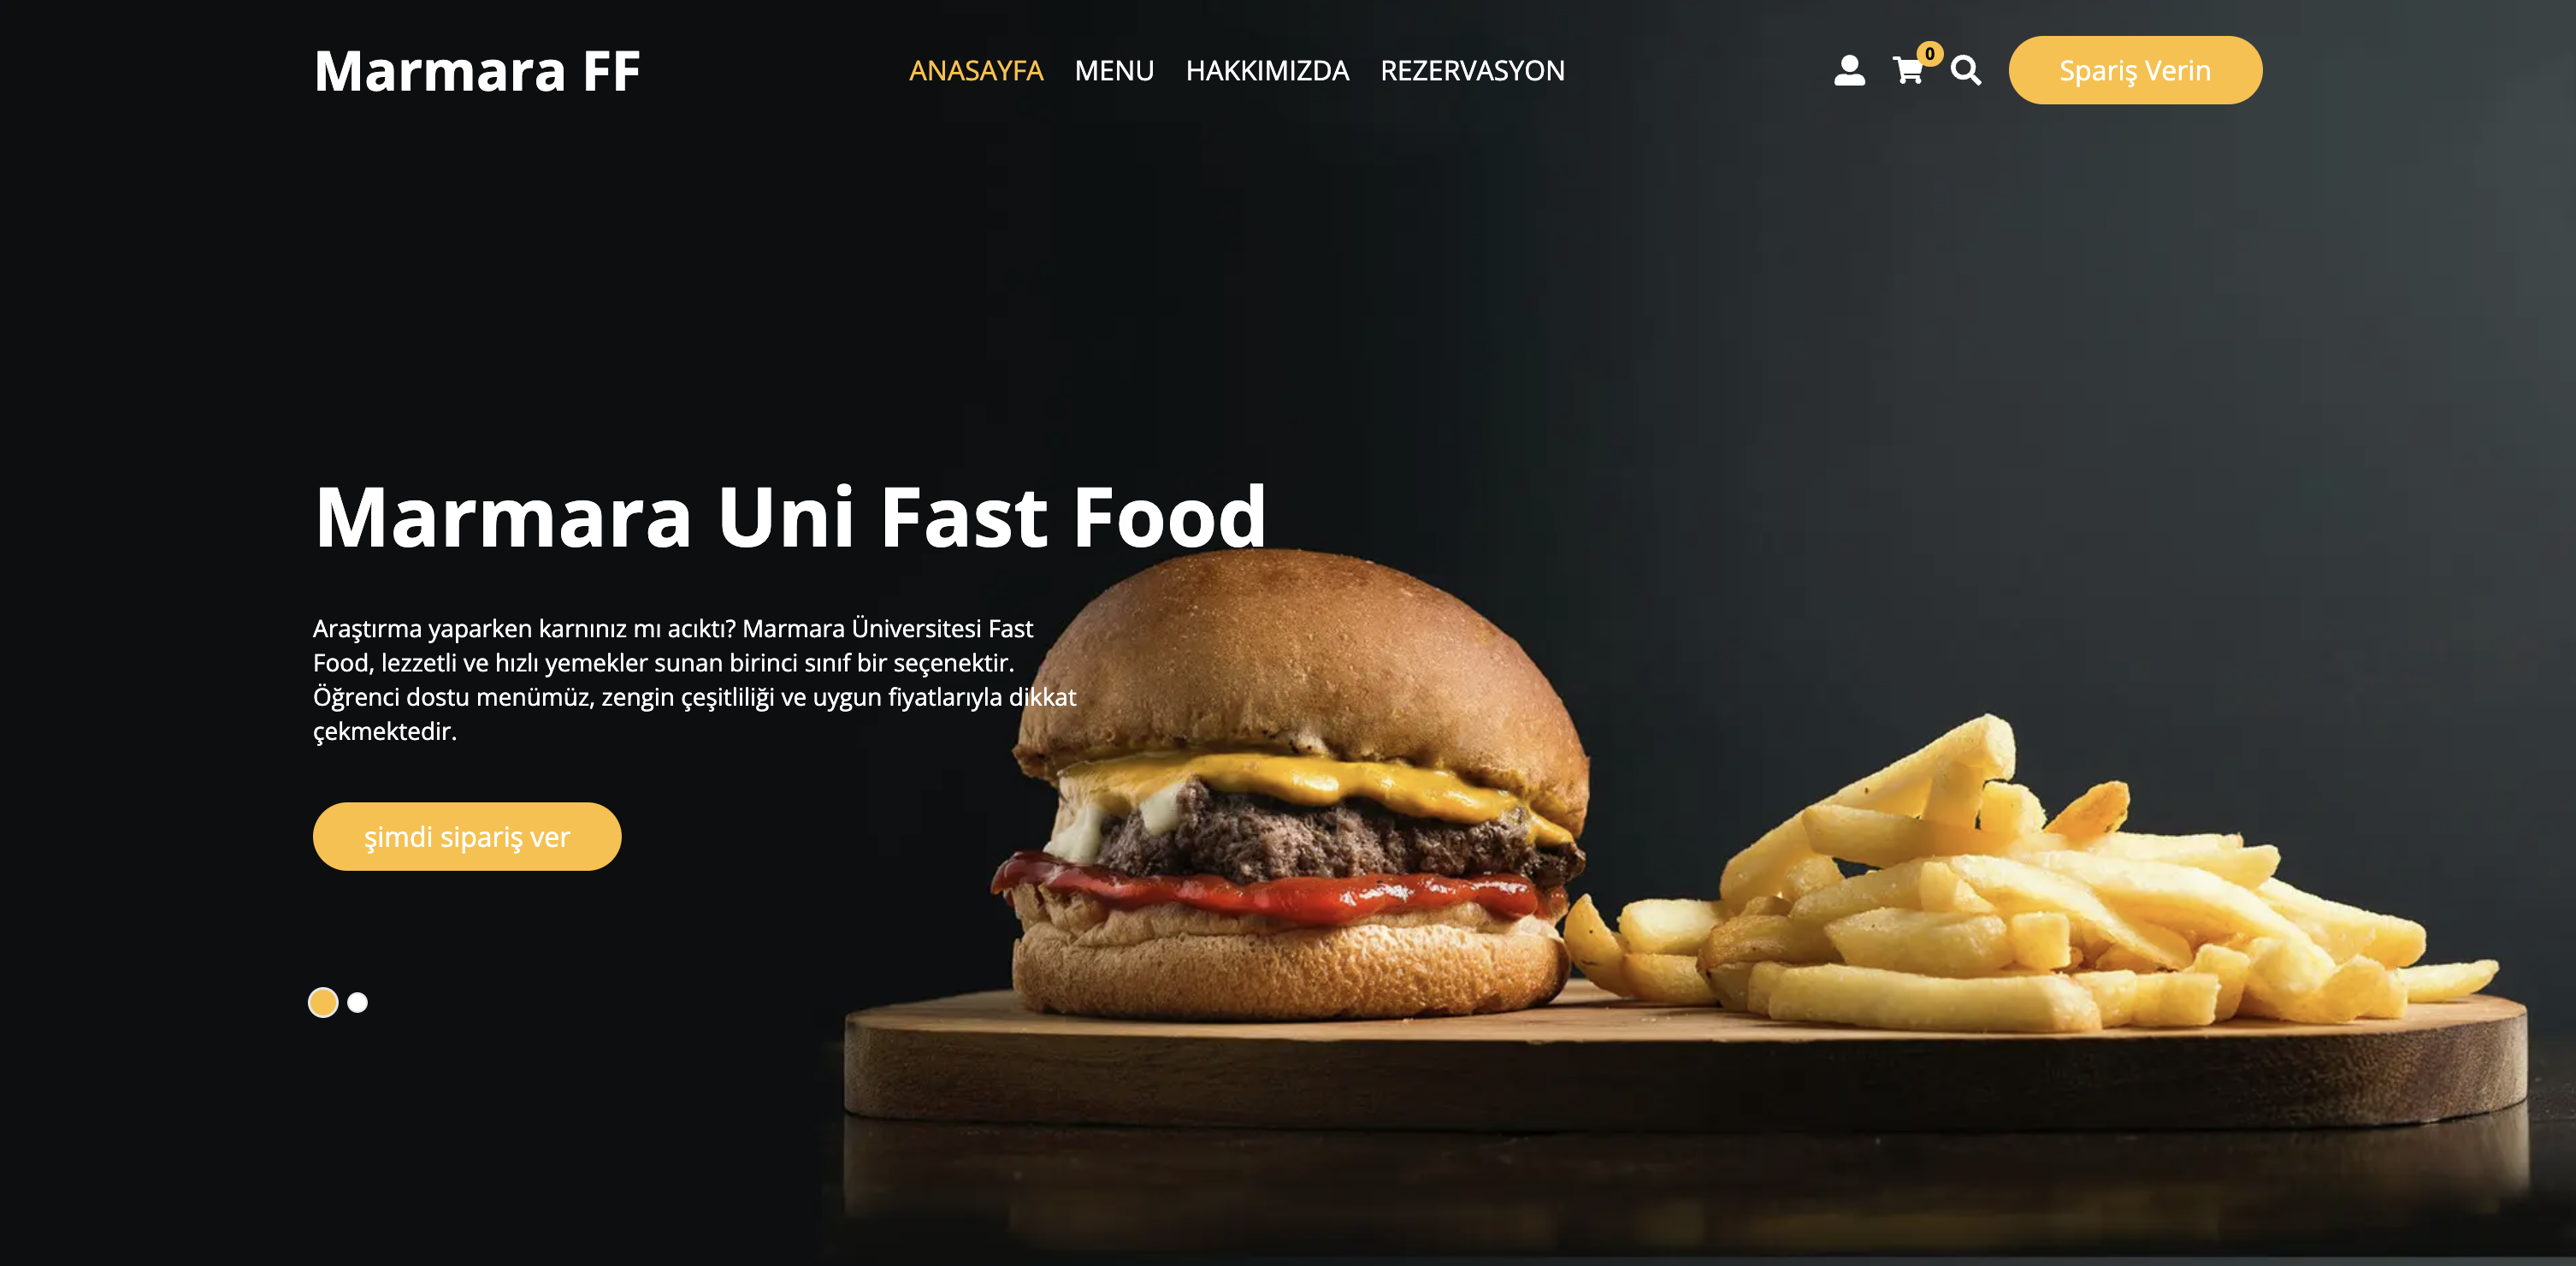 Marmara FF
ANASAYFA MENU HAKKIMIZDA REZERVASYON
0
Spariş Verin
Marmara Uni Fast Food
Araştırma yaparken karnınız mı acıktı? Marmara Üniversitesi Fast
Food, lezzetli ve hızlı yemekler sunan birinci sınıf bir seçenektir.
Öğrenci dostu menümüz, zengin çeşitliliği ve uygun fiyatlarıyla dikkat
çekmektedir.
şimdi sipariş ver